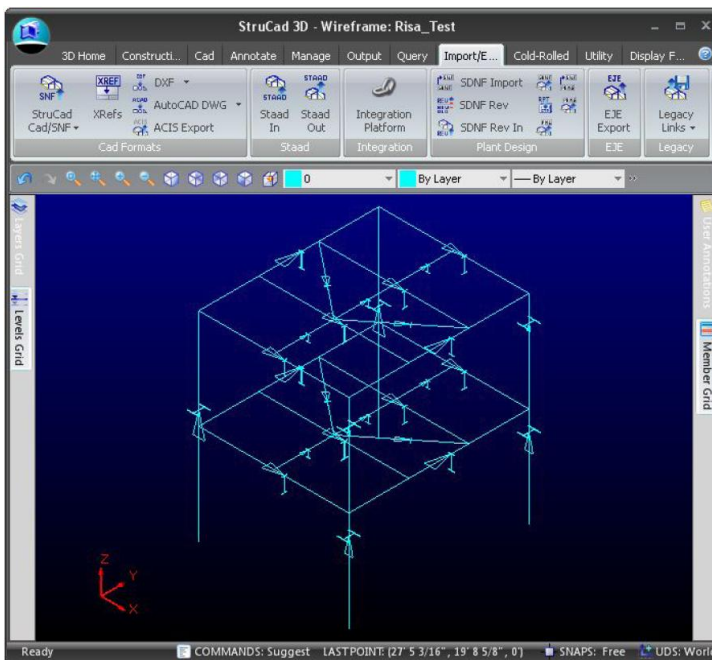 StruCad 3D - Wireframe: Risa_Test
3D Home Constructi... Cad Annotate Manage Output Query Import/E... Cold-Rolled Utility Display F...
SNF
StruCad
Cad/SNF
XREF
XRefs
DXF
AutoCAD DWG
ACIS Export
Cad Formats
STAAD
Staad
In
STAAD
Staad
Out
Staad
Integration
Platform
Integration
SDNF Import
SDNF Rev
SDNF Rev In
Plant Design
EJE
EJE
Export
EJE
Legacy
Links
Legacy
0 By Layer By Layer
Layers Grid
Levels Grid
User Annotations
Member Grid
Z
Y
X
Ready COMMANDS: Suggest LASTPOINT: (27' 5 3/16", 19' 8 5/8", 0') SNAPS: Free UDS: World